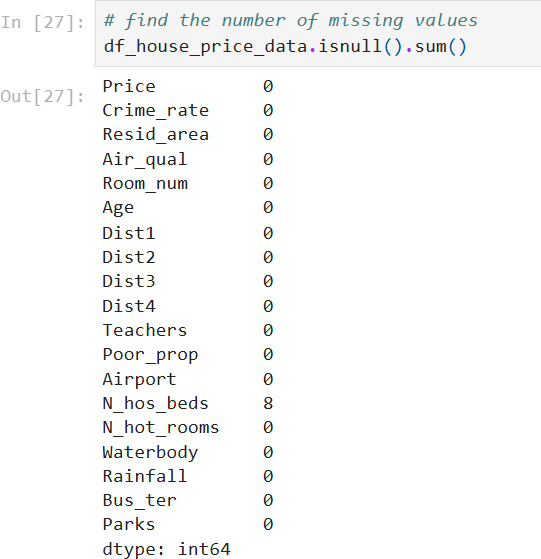 In [27]:
# find the number of missing values
df_house_price_data.isnull().sum()
Out[27]:
Price 0
Crime_rate 0
Resid_area 0
Air_qual 0
Room_num 0
Age 0
Dist1 0
Dist2 0
Dist3 0
Dist4 0
Teachers 0
Poor_prop 0
Airport 0
N_hos_beds 8
N_hot_rooms 0
Waterbody 0
Rainfall 0
Bus_ter 0
Parks 0
dtype: int64